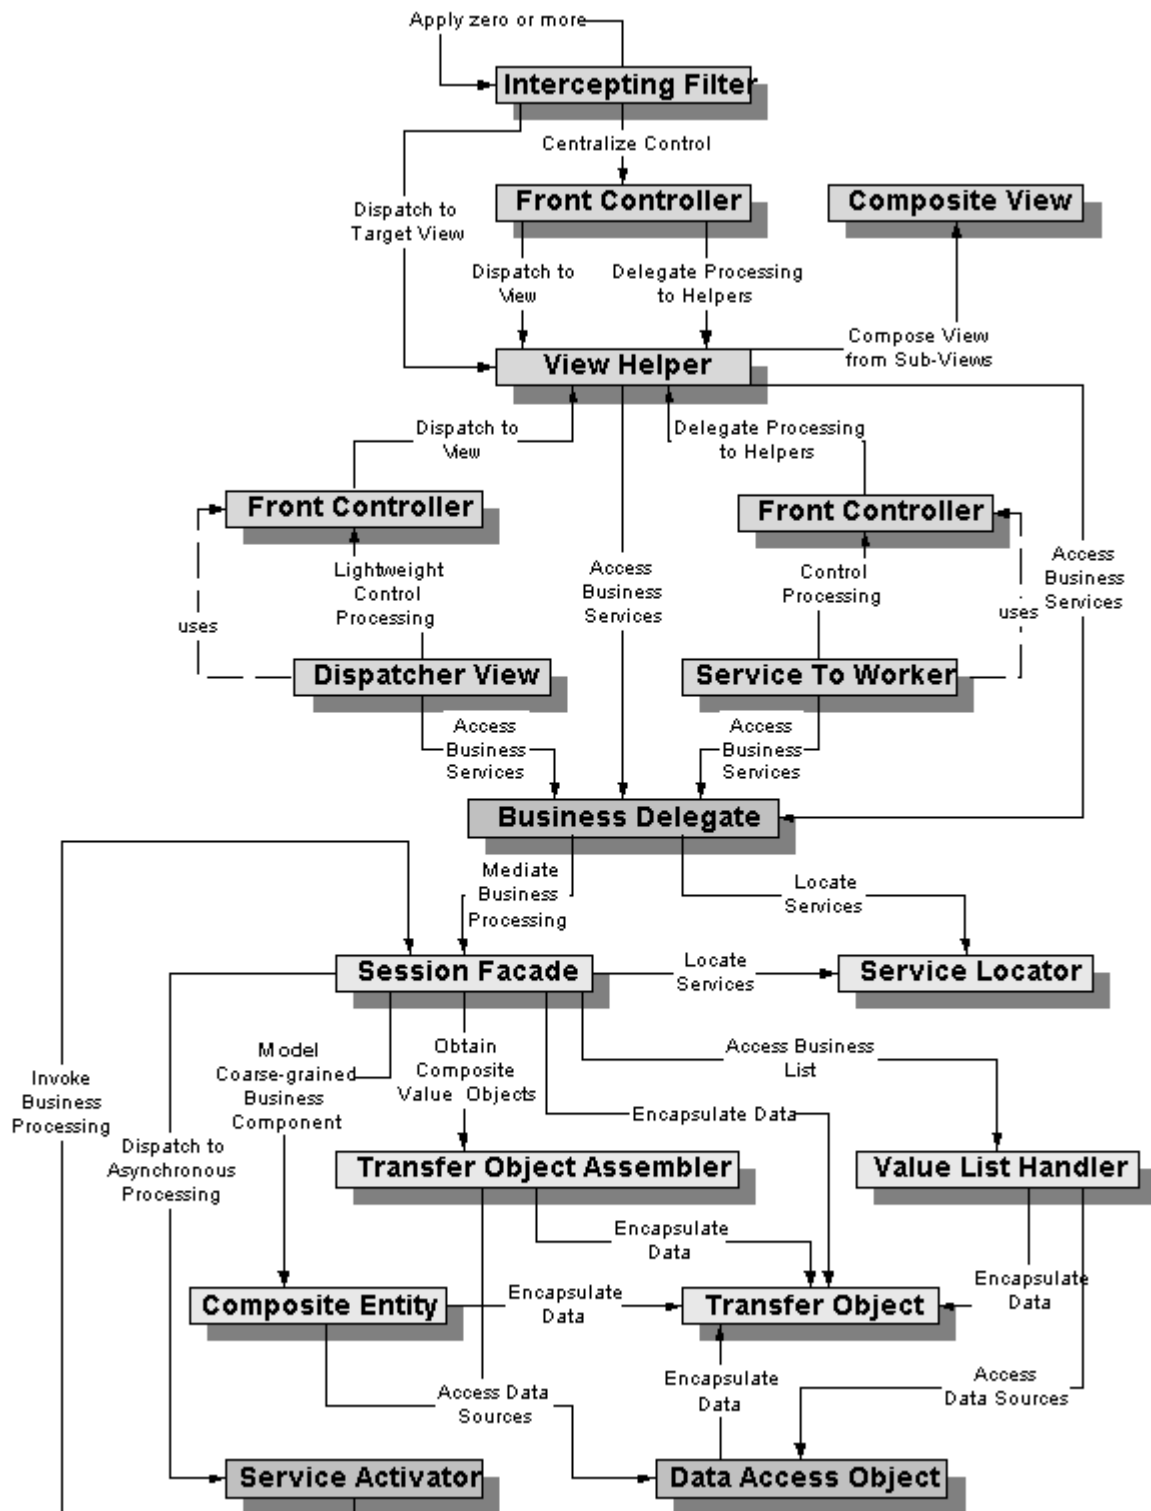 Apply zero or more
Intercepting Filter
Centralize Control
Dispatch to
Target View
Front Controller
Composite View
Dispatch to
View
Delegate Processing
to Helpers
Compose View
from Sub-Views
View Helper
Dispatch to
View
Delegate Processing
to Helpers
Front Controller
Front Controller
Lightweight
Control
Processing
Access
Business
Services
Control
Processing
Access
Business
Services
uses
uses
Dispatcher View
Service To Worker
Access
Business
Services
Access
Business
Services
Business Delegate
Mediate
Business
Processing
Locate
Services
Session Facade
Locate
Services
Service Locator
Invoke
Business
Processing
Model
Coarse-grained
Business
Component
Obtain
Composite
Value Objects
Access Business
List
Encapsulate Data
Dispatch to
Asynchronous
Processing
Transfer Object Assembler
Value List Handler
Encapsulate
Data
Composite Entity
Encapsulate
Data
Transfer Object
Encapsulate
Data
Access Data
Sources
Encapsulate
Data
Access
Data Sources
Service Activator
Data Access Object